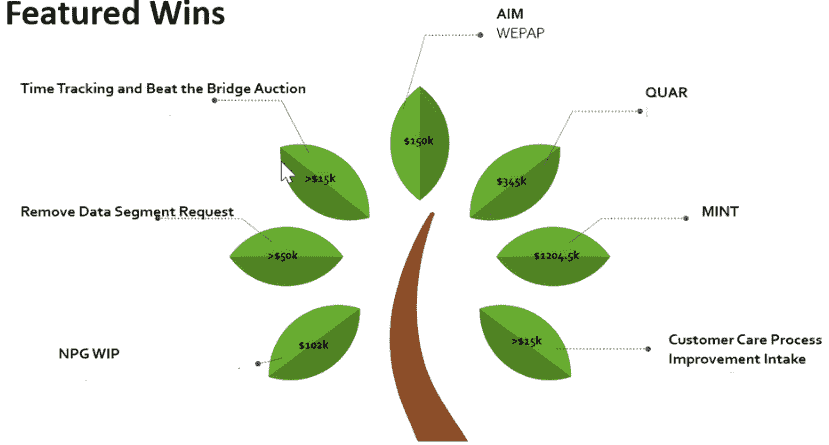 Featured Wins
AIM
WEPAP
Time Tracking and Beat the Bridge Auction
QUAR
$150k
>$15k
$345k
Remove Data Segment Request
MINT
>$50k
$1204.5k
NPG WIP
$102k
>$15k
Customer Care Process
Improvement Intake